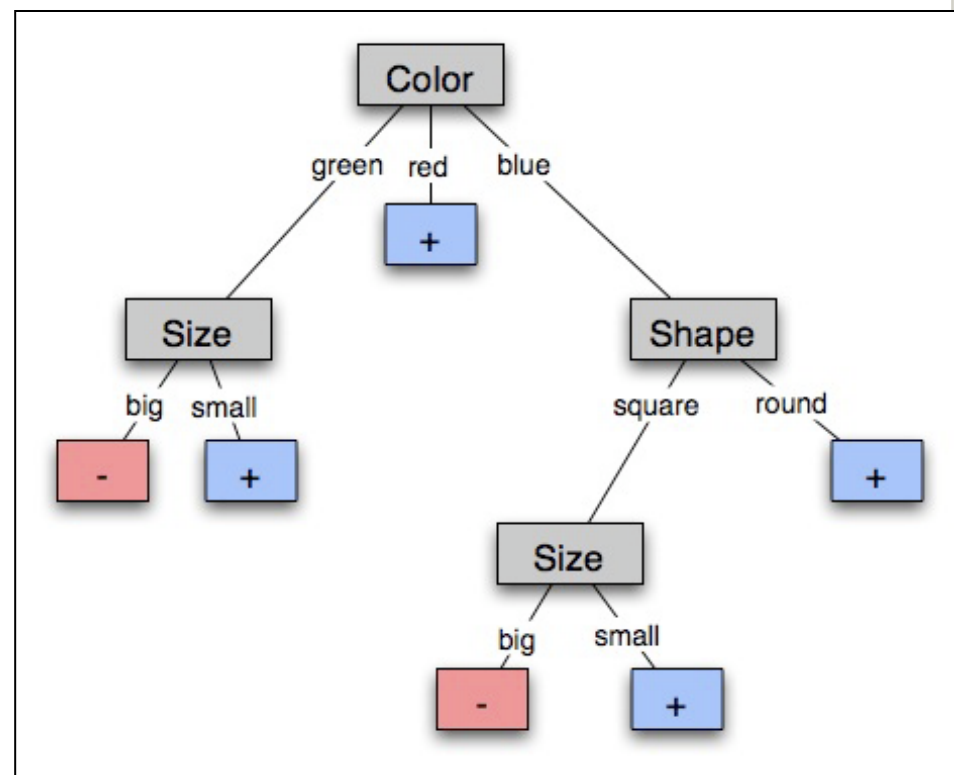 Color
green red blue
+
Size Shape
big small square round
- + +
Size
big small
- +